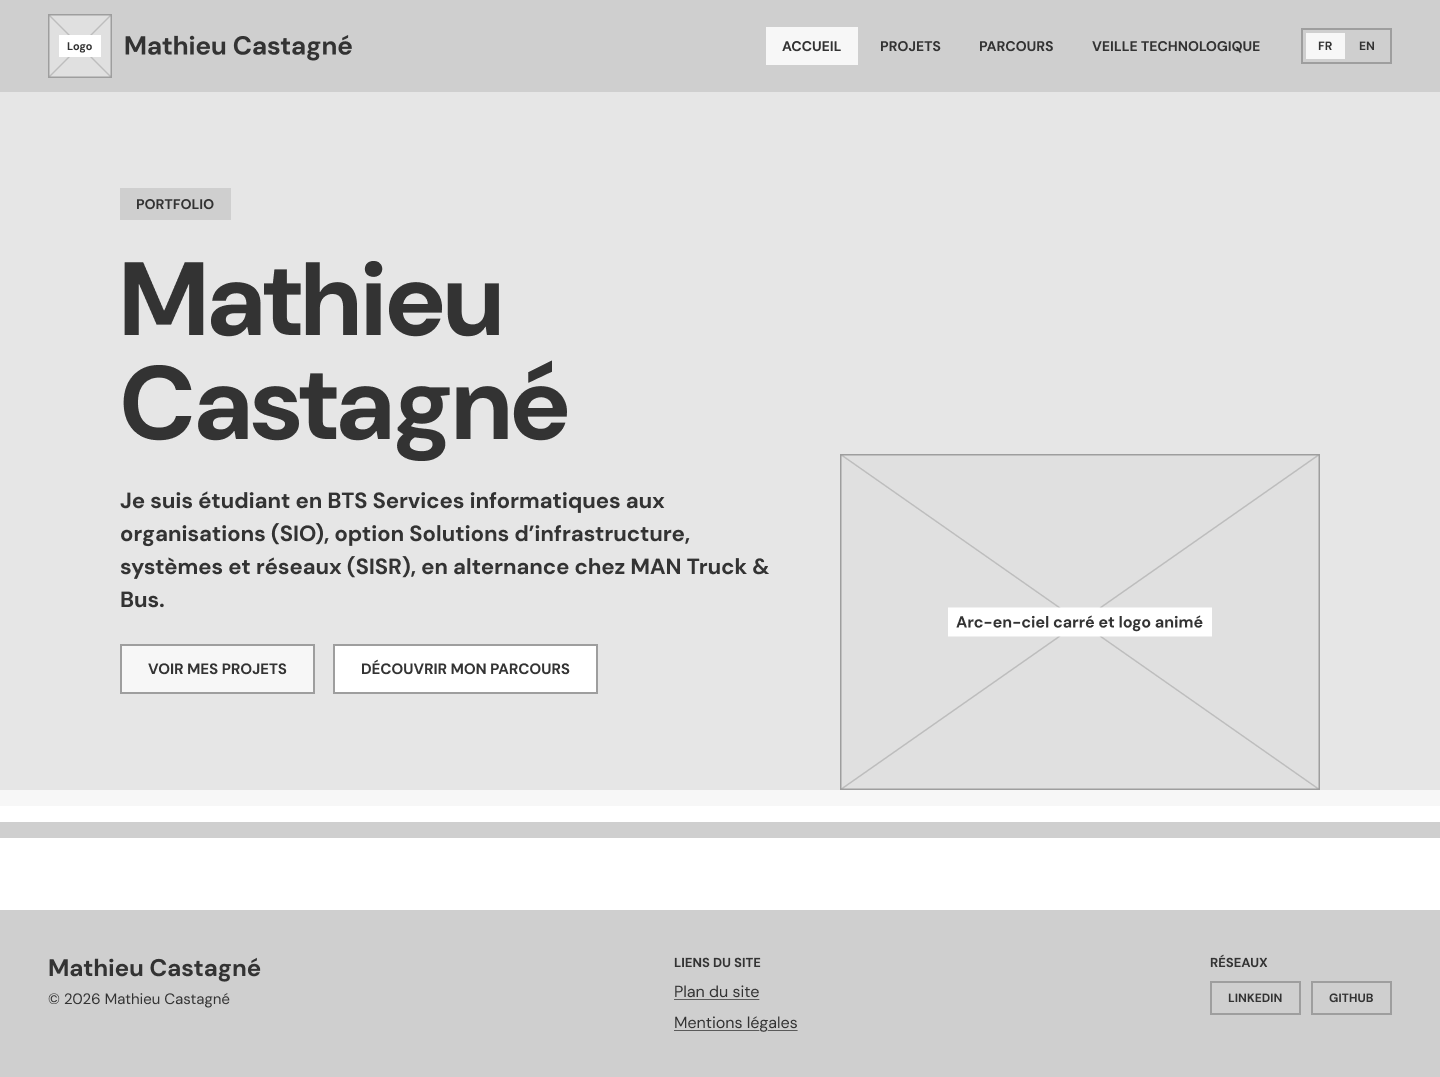 Logo
Mathieu Castagné
ACCUEIL
PROJETS
PARCOURS
VEILLE TECHNOLOGIQUE
FR
EN
PORTFOLIO
Mathieu
Castagné
Je suis étudiant en BTS Services informatiques aux
organisations (SIO), option Solutions d’infrastructure,
systèmes et réseaux (SISR), en alternance chez MAN Truck &
Bus.
VOIR MES PROJETS
DÉCOUVRIR MON PARCOURS
Arc-en-ciel carré et logo animé
Mathieu Castagné
© 2026 Mathieu Castagné
LIENS DU SITE
Plan du site
Mentions légales
RÉSEAUX
LINKEDIN
GITHUB